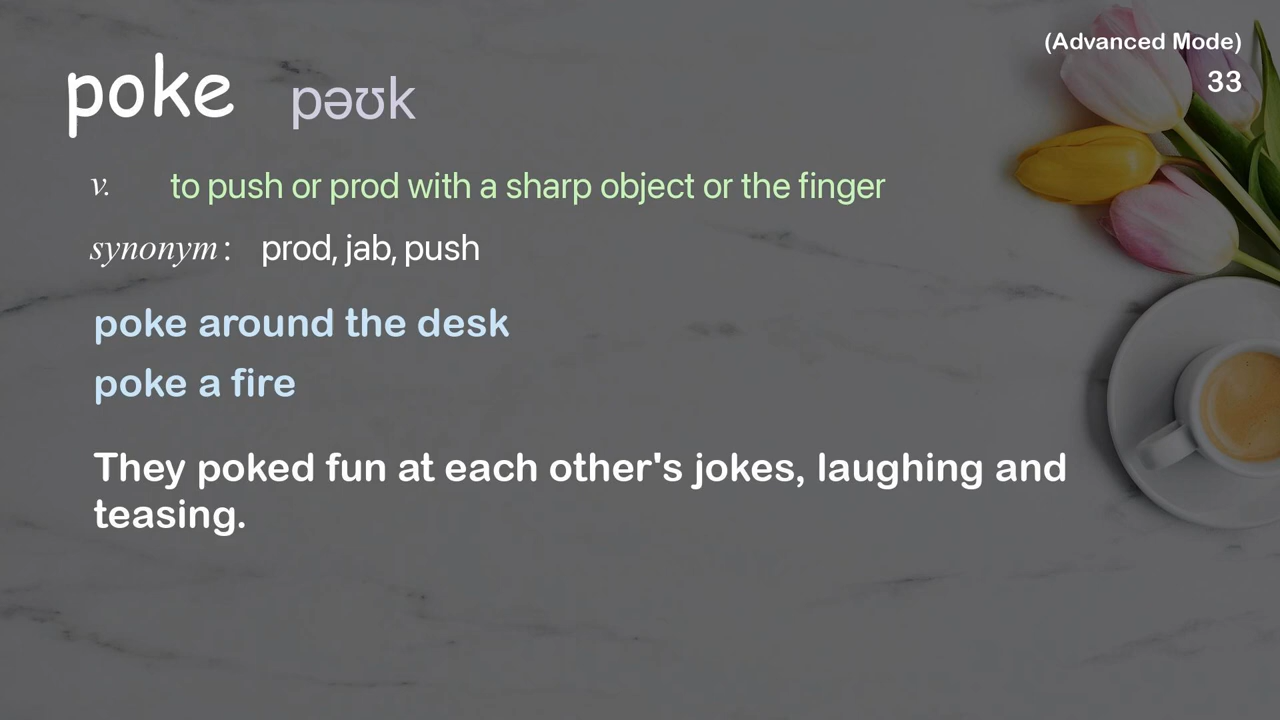 (Advanced Mode)
33
poke pəʊk
v. to push or prod with a sharp object or the finger
synonym : prod, jab, push
poke around the desk
poke a fire
They poked fun at each other's jokes, laughing and
teasing.